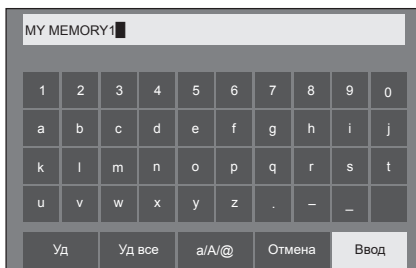 MY MEMORY1
1 2 3 4 5 6 7 8 9 0
a b c d e f g h i j
k l m n o p q r s t
u v w x y z . – _
Уд Уд все a/A/@ Отмена Ввод